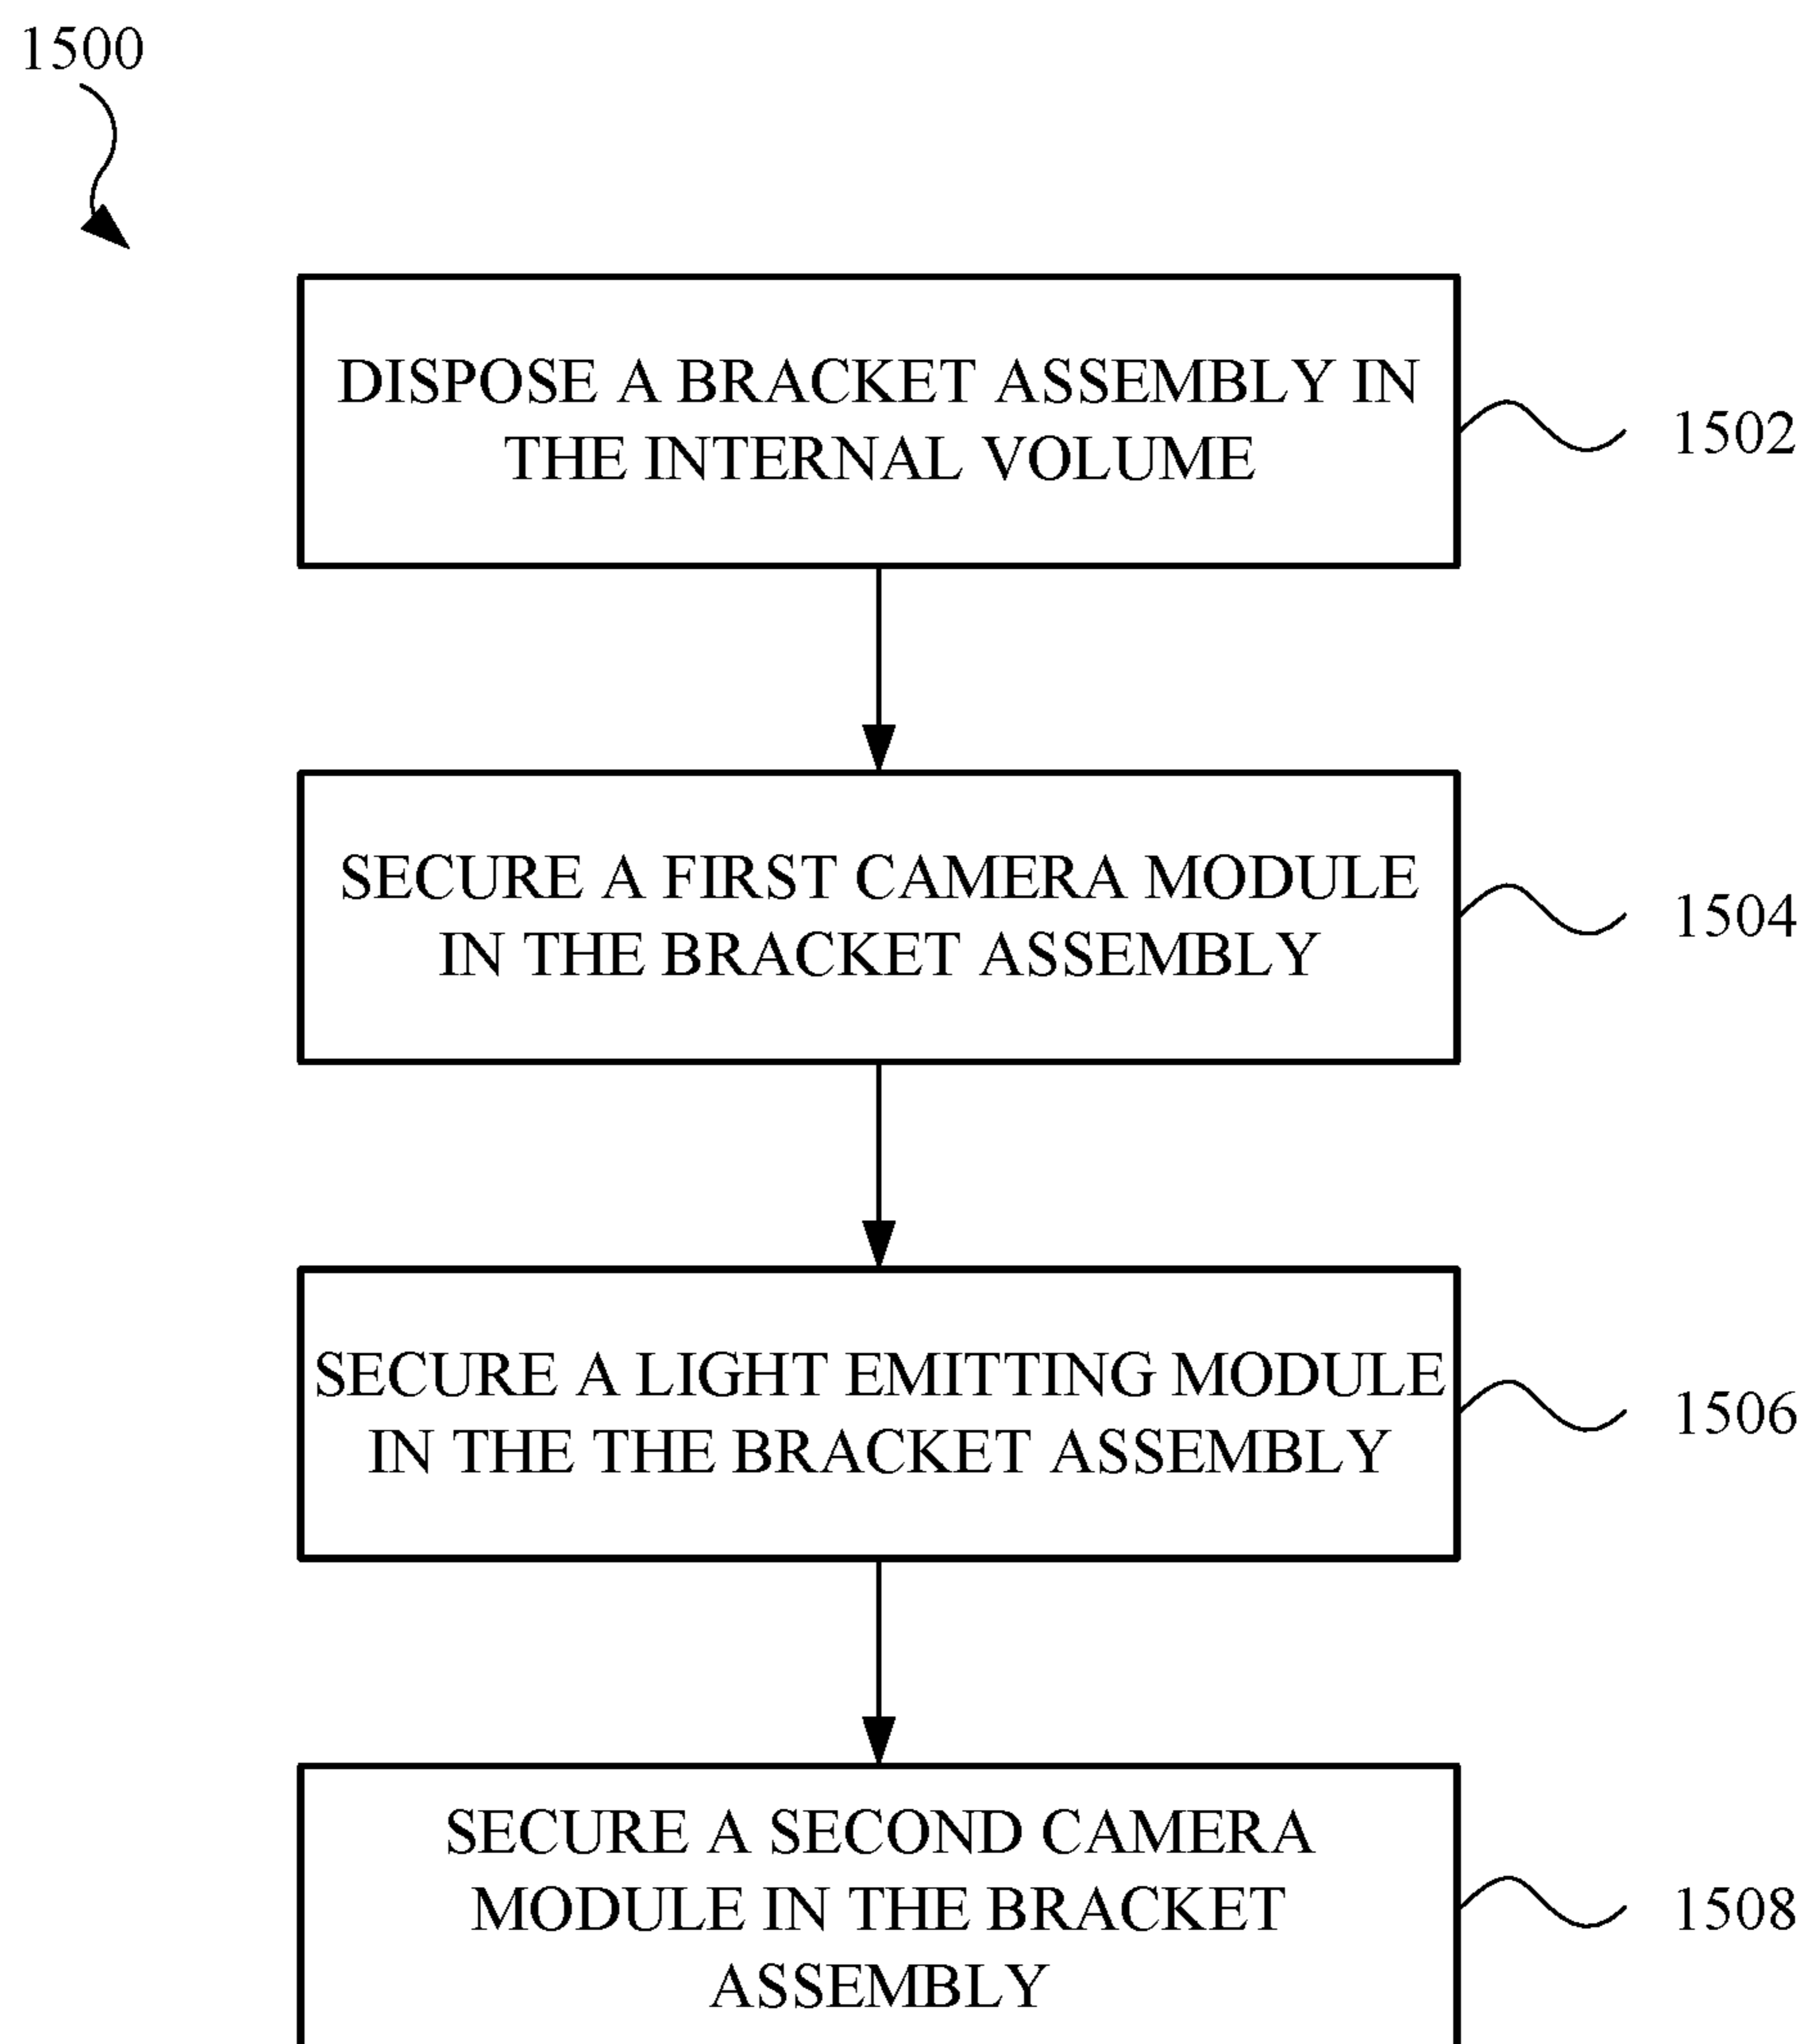 1500
DISPOSE A BRACKET ASSEMBLY IN
THE INTERNAL VOLUME
1502
SECURE A FIRST CAMERA MODULE
IN THE BRACKET ASSEMBLY
1504
SECURE A LIGHT EMITTING MODULE
IN THE THE BRACKET ASSEMBLY
1506
SECURE A SECOND CAMERA
MODULE IN THE BRACKET
ASSEMBLY
1508